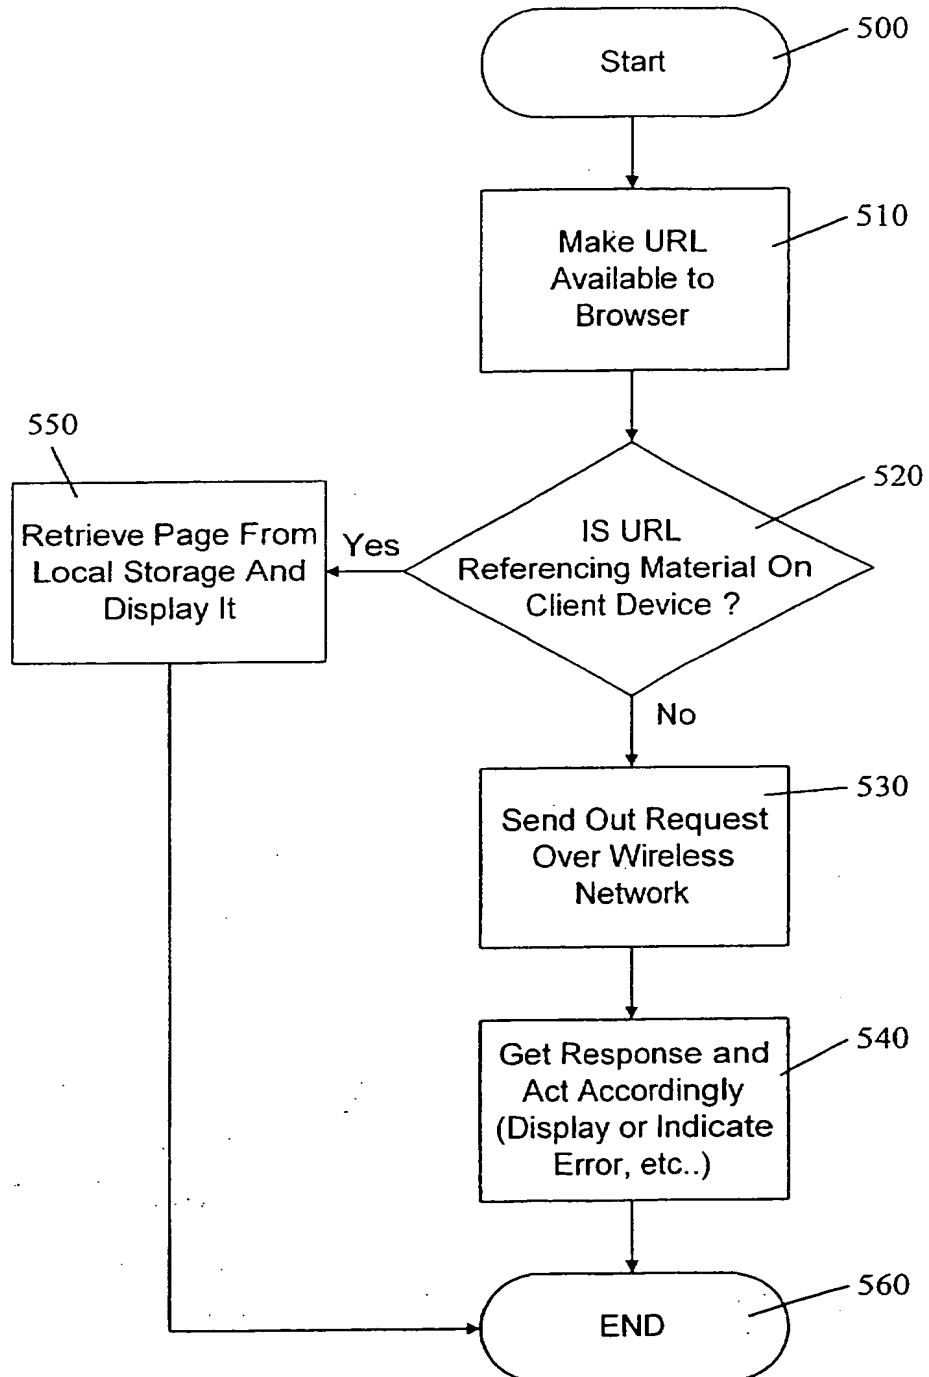 500
Start
510
Make URL
Available to
Browser
550
520
IS URL
Referencing Material On
Client Device ?
Yes
Retrieve Page From
Local Storage And
Display It
No
530
Send Out Request
Over Wireless
Network
540
Get Response and
Act Accordingly
(Display or Indicate
Error, etc..)
560
END